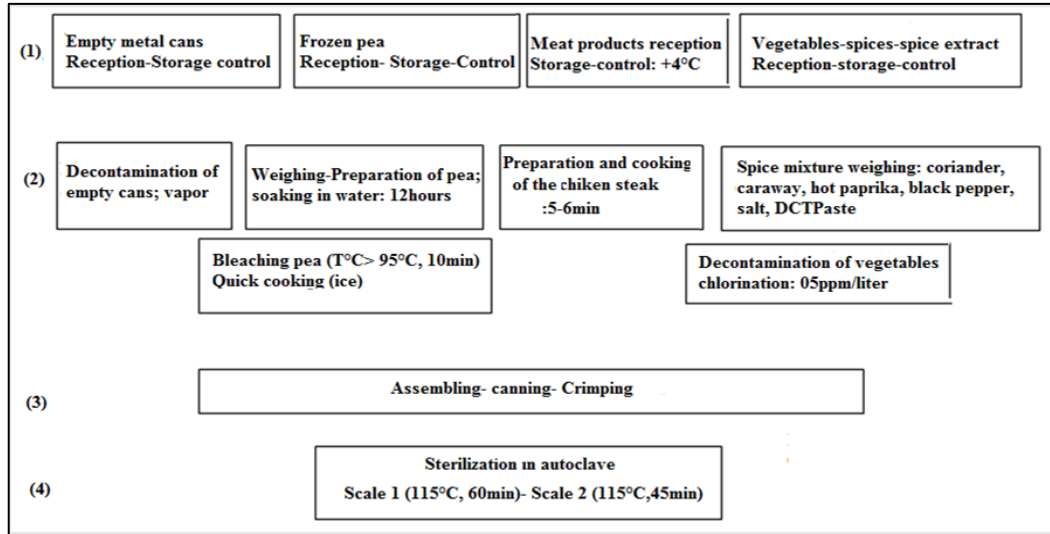 (1)
Empty metal cans
Reception-Storage control
Frozen pea
Reception- Storage-Control
Meat products reception
Storage-control: +4°C
Vegetables-spices-spice extract
Reception-storage-control
(2)
Decontamination of
empty cans; vapor
Weighing-Preparation of pea;
soaking in water: 12hours
Preparation and cooking
of the chiken steak
:5-6min
Spice mixture weighing: coriander,
caraway, hot paprika, black pepper,
salt, DCTPaste
Bleaching pea (T°C> 95°C, 10min)
Quick cooking (ice)
Decontamination of vegetables
chlorination: 05ppm/liter
(3)
Assembling- canning- Crimping
(4)
Sterilization in autoclave
Scale 1 (115°C, 60min)- Scale 2 (115°C,45min)